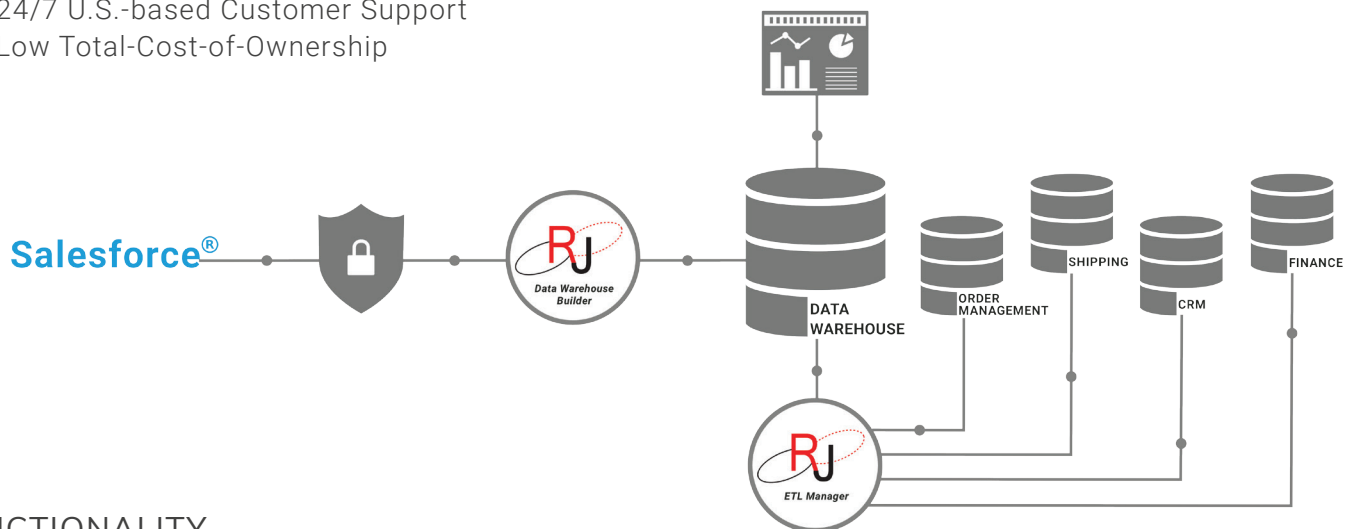 24/7 U.S.-based Customer Support
Low Total-Cost-of-Ownership
Salesforce®
RJ
Data Warehouse
Builder
DATA
WAREHOUSE
ORDER
MANAGEMENT
SHIPPING
CRM
FINANCE
RJ
ETL Manager